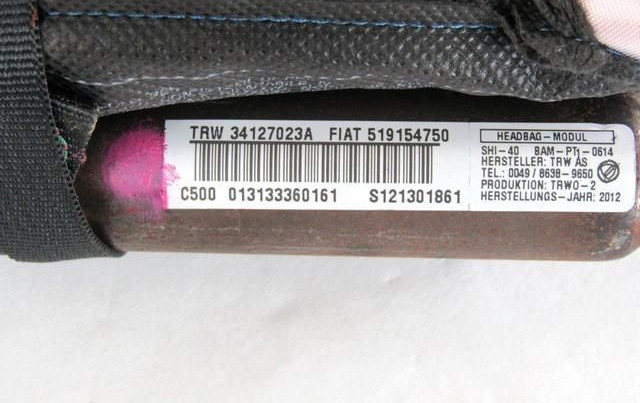 TRW 34127023A FIAT 519154750
C500 013133360161 S121301861
HEADBAG-MODUL
SHI-40 BAM-PT1-0614
HERSTELLER: TRW AS
TEL.: 0049 / 8638-9650
PRODUKTION: TRWO-2
HERSTELLUNGS-JAHR: 2012